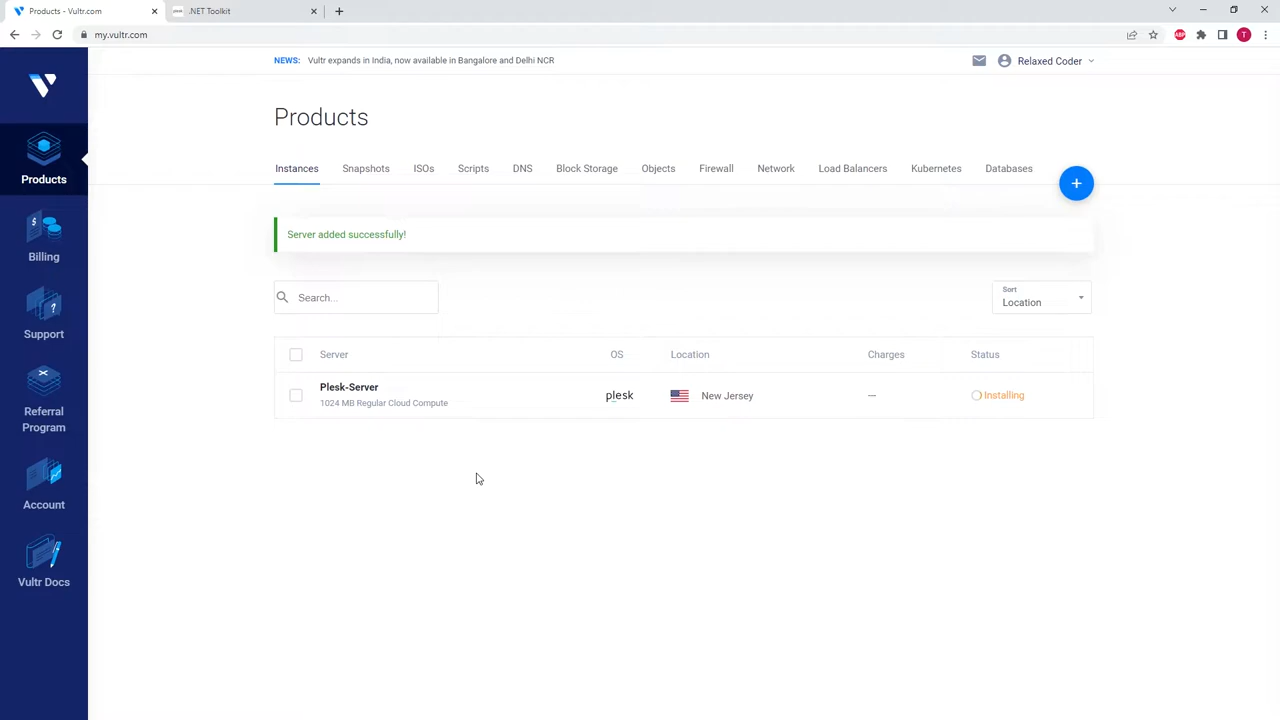 Products - Vultr.com
.NET Toolkit
my.vultr.com
ABP
T
NEWS: Vultr expands in India, now available in Bangalore and Delhi NCR
Relaxed Coder
Products
Billing
Support
Referral
Program
Account
Vultr Docs
Products
Instances Snapshots ISOs Scripts DNS Block Storage Objects Firewall Network Load Balancers Kubernetes Databases
Server added successfully!
Search...
Sort
Location
Server OS Location Charges Status
Plesk-Server
1024 MB Regular Cloud Compute
plesk
New Jersey
---
Installing